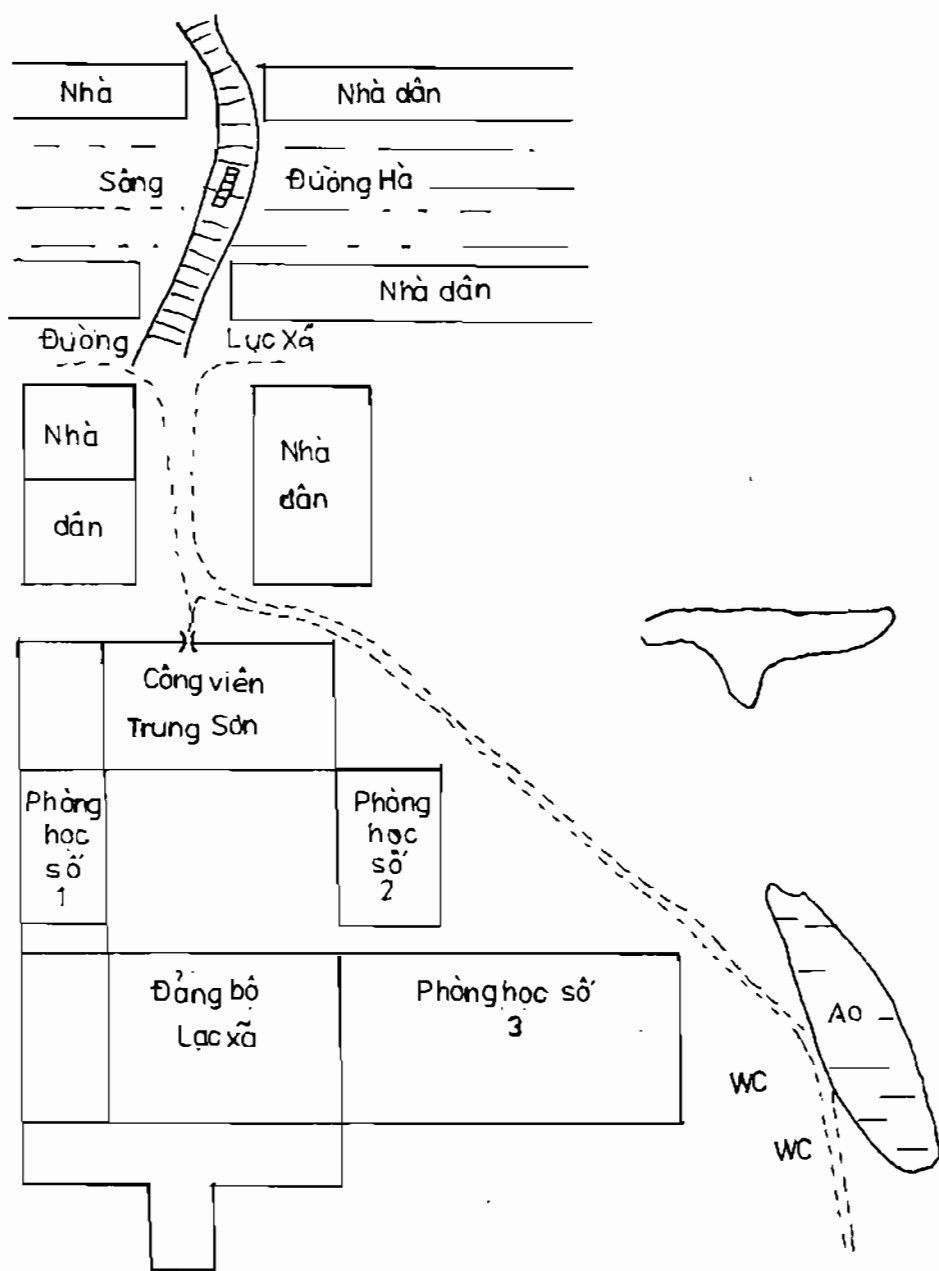 Nhà
Nhà dân
Sông
Đường Hà
Nhà dân
Đường
Lục Xã
Nhà
dân
Nhà
dân
Công viên
Trung Sơn
Phòng
học
số
1
Phòng
học
số
2
Đảng bộ
Lạc xã
Phòng học số
3
Ao
WC
WC